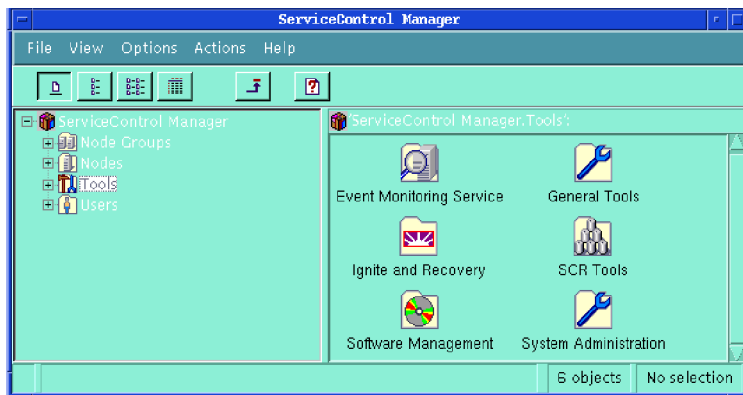 ServiceControl Manager
File View Options Actions Help
ServiceControl Manager
Node Groups
Nodes
Tools
Users
'ServiceControl Manager.Tools':
Event Monitoring Service
General Tools
Ignite and Recovery
SCR Tools
Software Management
System Administration
6 objects
No selection